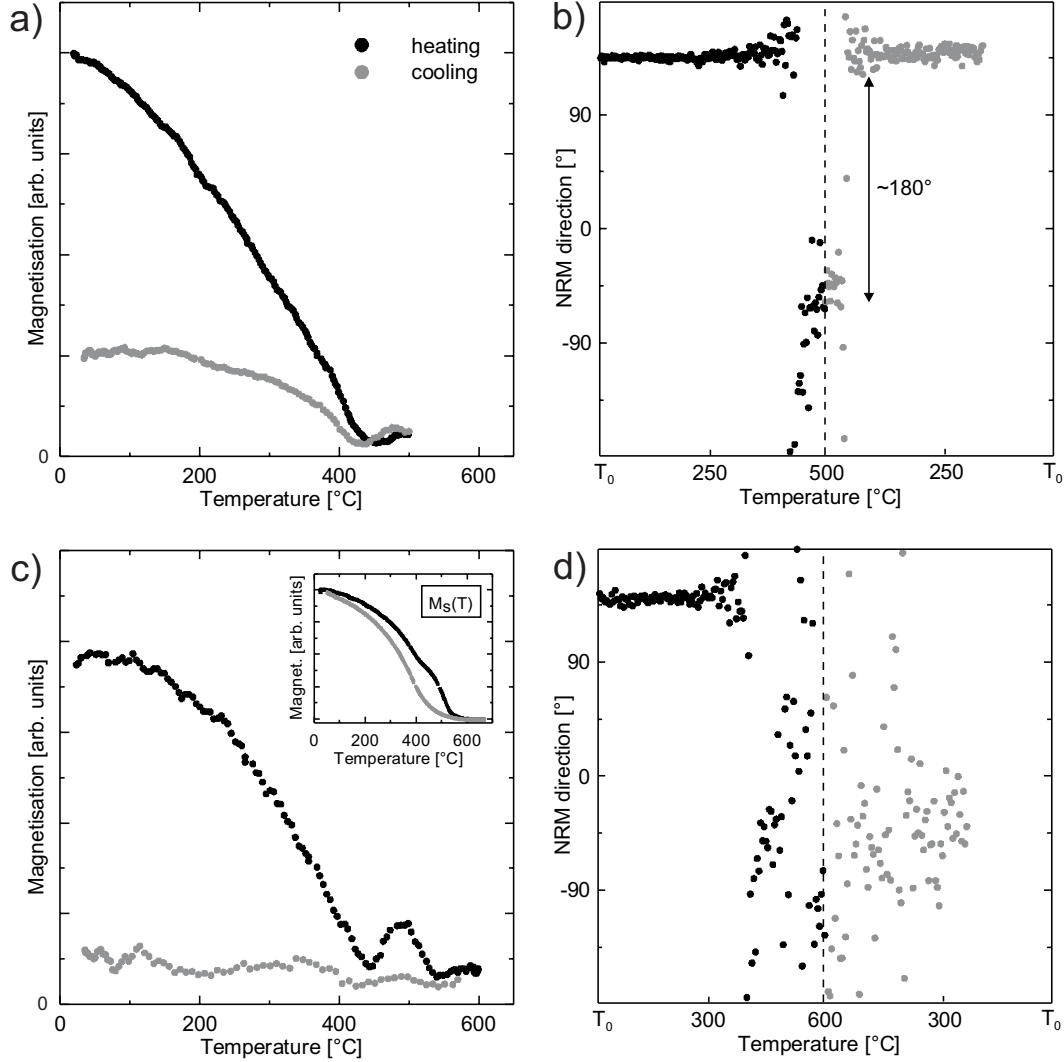 a)
heating
cooling
Magnetisation [arb. units]
0
0 200 400 600
Temperature [°C]
b)
NRM direction [°]
90
0
-90
~180°
T0 250 500 250 T0
Temperature [°C]
c)
Magnetisation [arb. units]
0
0 200 400 600
Temperature [°C]
Magnet. [arb. units]
MS(T)
0 200 400 600
Temperature [°C]
d)
NRM direction [°]
90
0
-90
T0 300 600 300 T0
Temperature [°C]